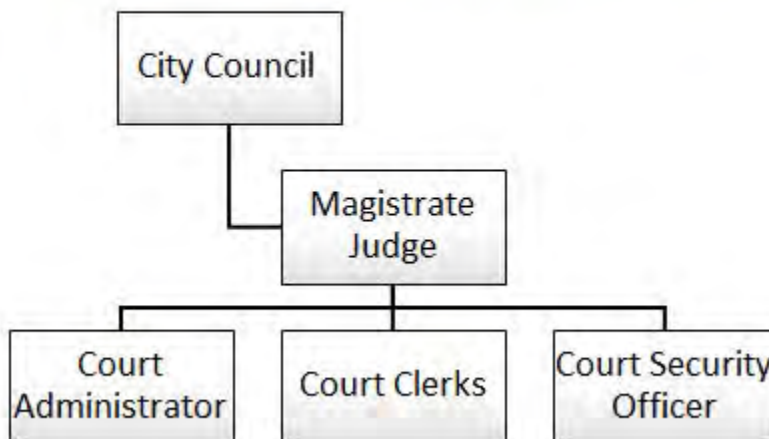 City Council
Magistrate
Judge
Court
Administrator
Court Clerks
Court Security
Officer